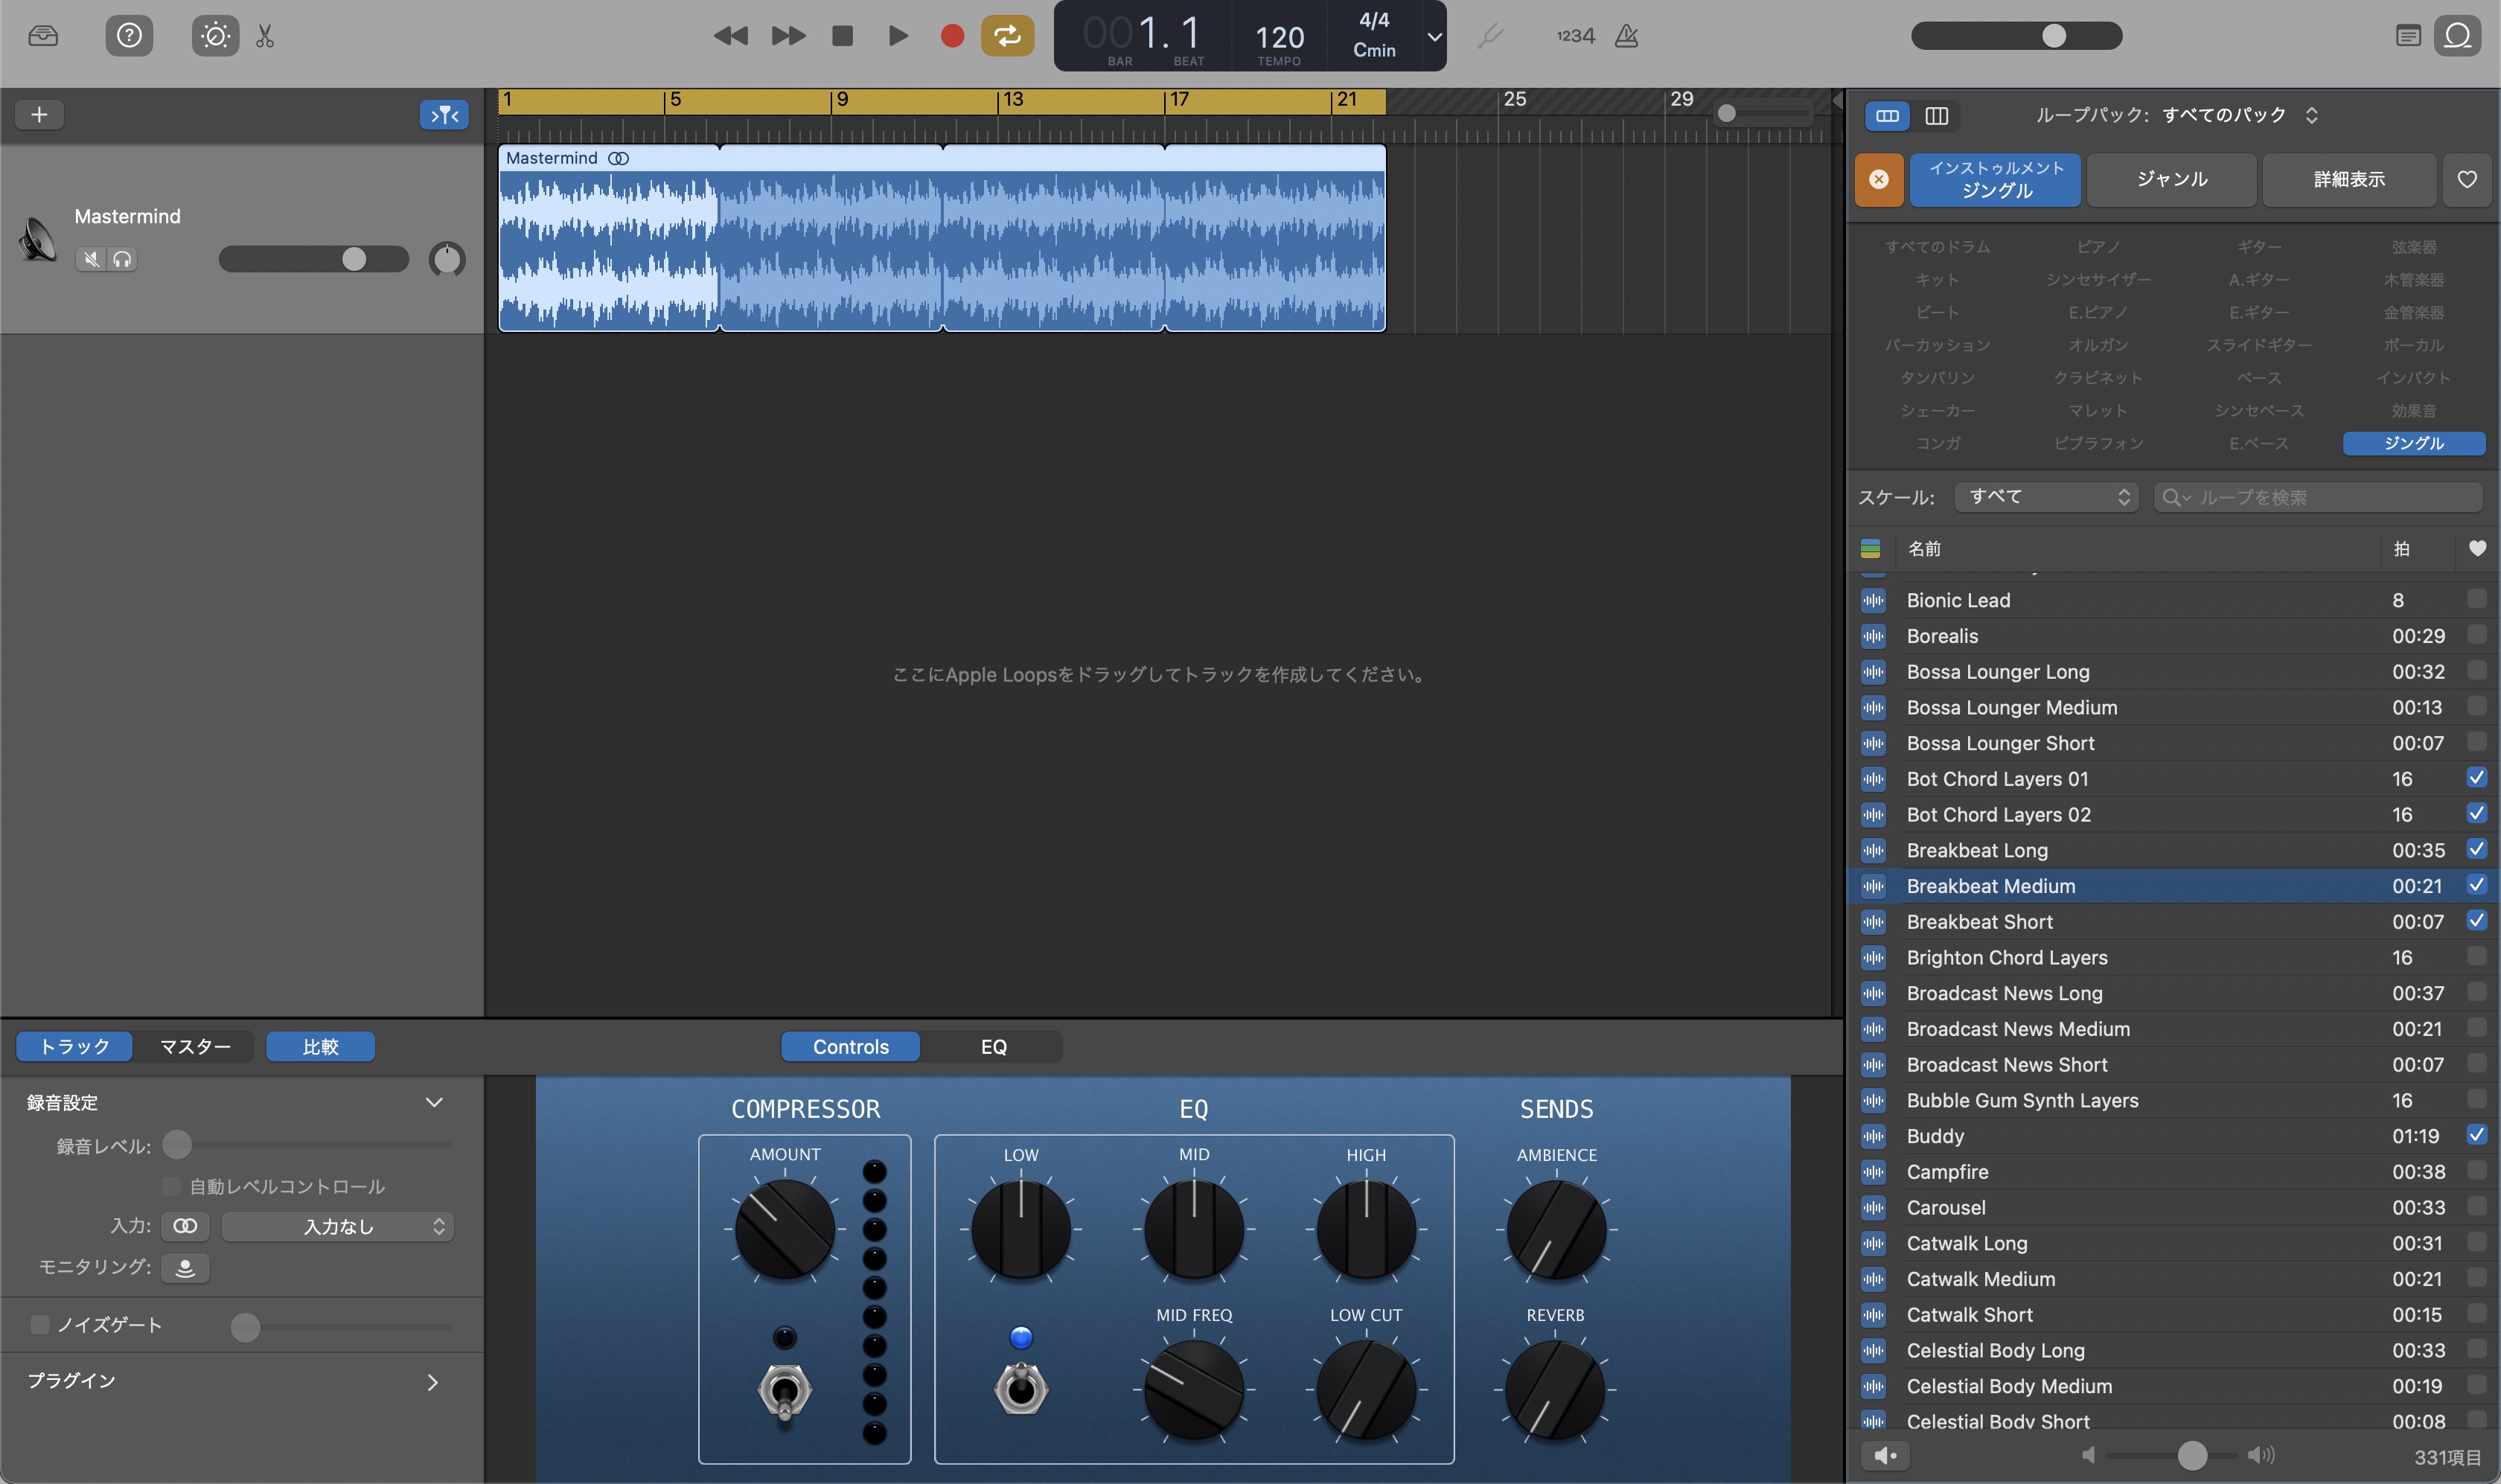 001. 1
BAR
BEAT
120
TEMPO
4/4
Cmin
1234
1
5
9
13
17
21
25
29
Mastermind
Mastermind
ここにApple Loopsをドラッグしてトラックを作成してください。
ループパック: すべてのパック
インストゥルメント
ジングル
ジャンル
詳細表示
すべてのドラム ピアノ ギター 弦楽器
キット シンセサイザー A.ギター 木管楽器
ビート E.ピアノ E.ギター 金管楽器
パーカッション オルガン スライドギター ボーカル
タンバリン クラビネット ベース インパクト
シェーカー マレット シンセベース 効果音
コンガ ビブラフォン E.ベース ジングル
スケール: すべて ループを検索
名前 拍
Bionic Lead 8
Borealis 00:29
Bossa Lounger Long 00:32
Bossa Lounger Medium 00:13
Bossa Lounger Short 00:07
Bot Chord Layers 01 16
Bot Chord Layers 02 16
Breakbeat Long 00:35
Breakbeat Medium 00:21
Breakbeat Short 00:07
Brighton Chord Layers 16
Broadcast News Long 00:37
Broadcast News Medium 00:21
Broadcast News Short 00:07
Bubble Gum Synth Layers 16
Buddy 01:19
Campfire 00:38
Carousel 00:33
Catwalk Long 00:31
Catwalk Medium 00:21
Catwalk Short 00:15
Celestial Body Long 00:33
Celestial Body Medium 00:19
Celestial Body Short 00:08
331項目
トラック マスター 比較
Controls EQ
録音設定
録音レベル:
自動レベルコントロール
入力: 入力なし
モニタリング:
ノイズゲート
プラグイン
COMPRESSOR EQ SENDS
AMOUNT LOW MID HIGH AMBIENCE
MID FREQ LOW CUT REVERB